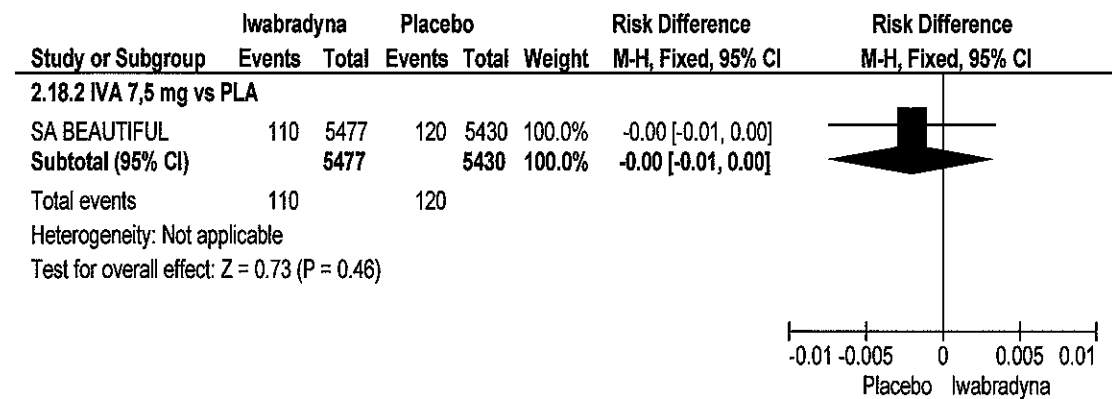 Iwabradyna Placebo Risk Difference Risk Difference
Study or Subgroup Events Total Events Total Weight M-H, Fixed, 95% CI M-H, Fixed, 95% CI
2.18.2 IVA 7,5 mg vs PLA
SA BEAUTIFUL 110 5477 120 5430 100.0% -0.00 [-0.01, 0.00]
Subtotal (95% CI) 5477 5430 100.0% -0.00 [-0.01, 0.00]
Total events 110 120
Heterogeneity: Not applicable
Test for overall effect: Z = 0.73 (P = 0.46)
-0.01 -0.005 0 0.005 0.01
Placebo Iwabradyna